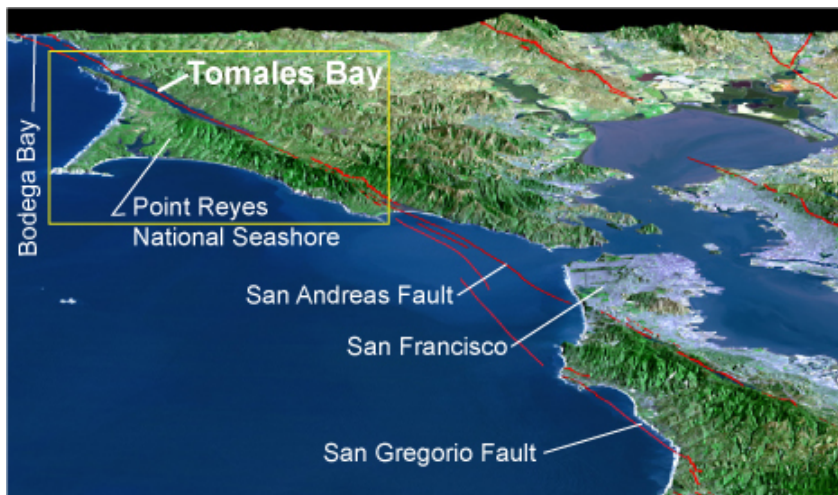 Tomales Bay
Bodega Bay
Point Reyes
National Seashore
San Andreas Fault
San Francisco
San Gregorio Fault